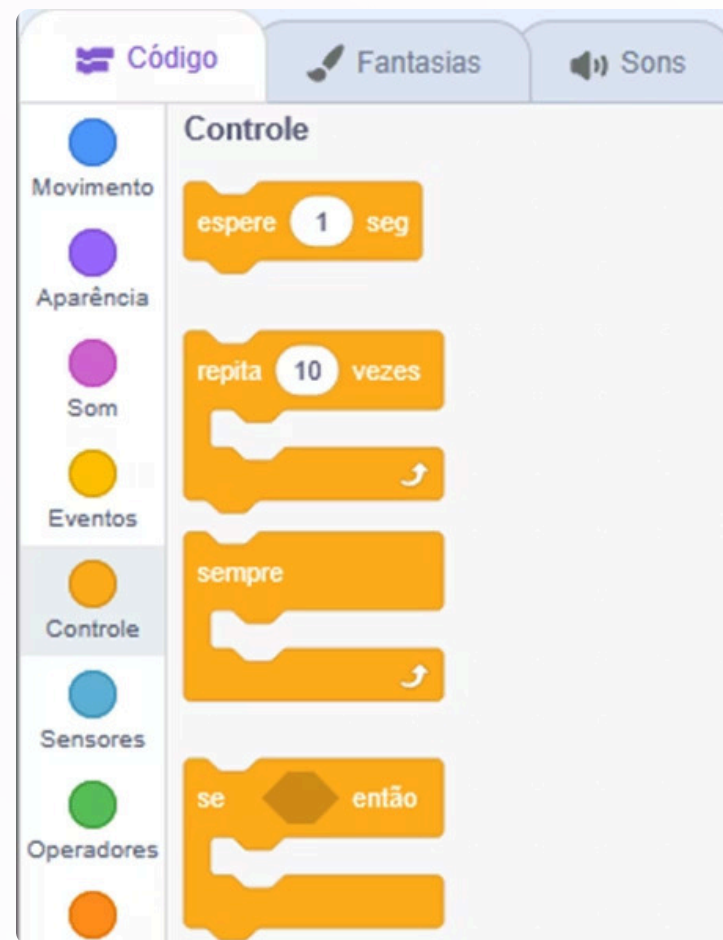 Código
Fantasias
Sons
Movimento
Aparência
Som
Eventos
Controle
Sensores
Operadores
Controle
espere 1 seg
repita 10 vezes
sempre
se então